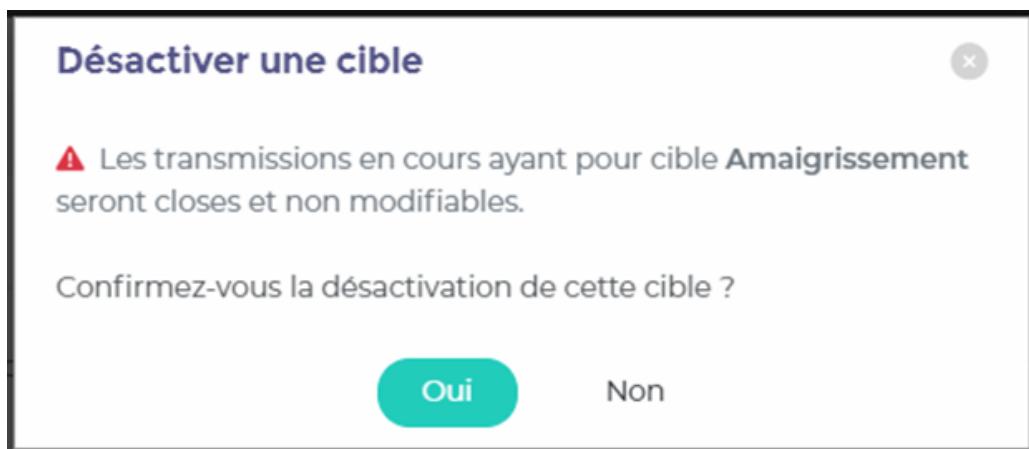 Désactiver une cible
Les transmissions en cours ayant pour cible Amaigrissement
seront closes et non modifiables.
Confirmez-vous la désactivation de cette cible ?
Oui
Non